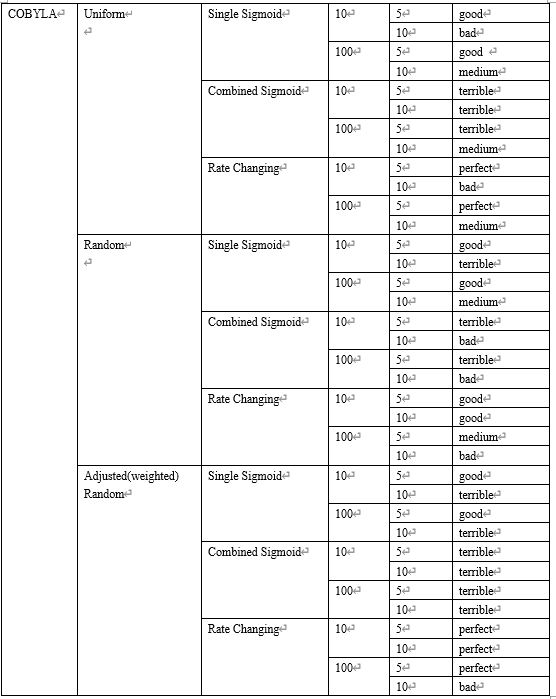 COBYLA Uniform Single Sigmoid 10 5 good
10 bad
100 5 good
10 medium
Combined Sigmoid 10 5 terrible
10 terrible
100 5 terrible
10 medium
Rate Changing 10 5 perfect
10 bad
100 5 perfect
10 medium
Random Single Sigmoid 10 5 good
10 terrible
100 5 good
10 medium
Combined Sigmoid 10 5 terrible
10 bad
100 5 terrible
10 bad
Rate Changing 10 5 good
10 good
100 5 medium
10 bad
Adjusted(weighted) Single Sigmoid 10 5 good
Random 10 terrible
100 5 good
10 terrible
Combined Sigmoid 10 5 terrible
10 terrible
100 5 terrible
10 terrible
Rate Changing 10 5 perfect
10 perfect
100 5 perfect
10 bad